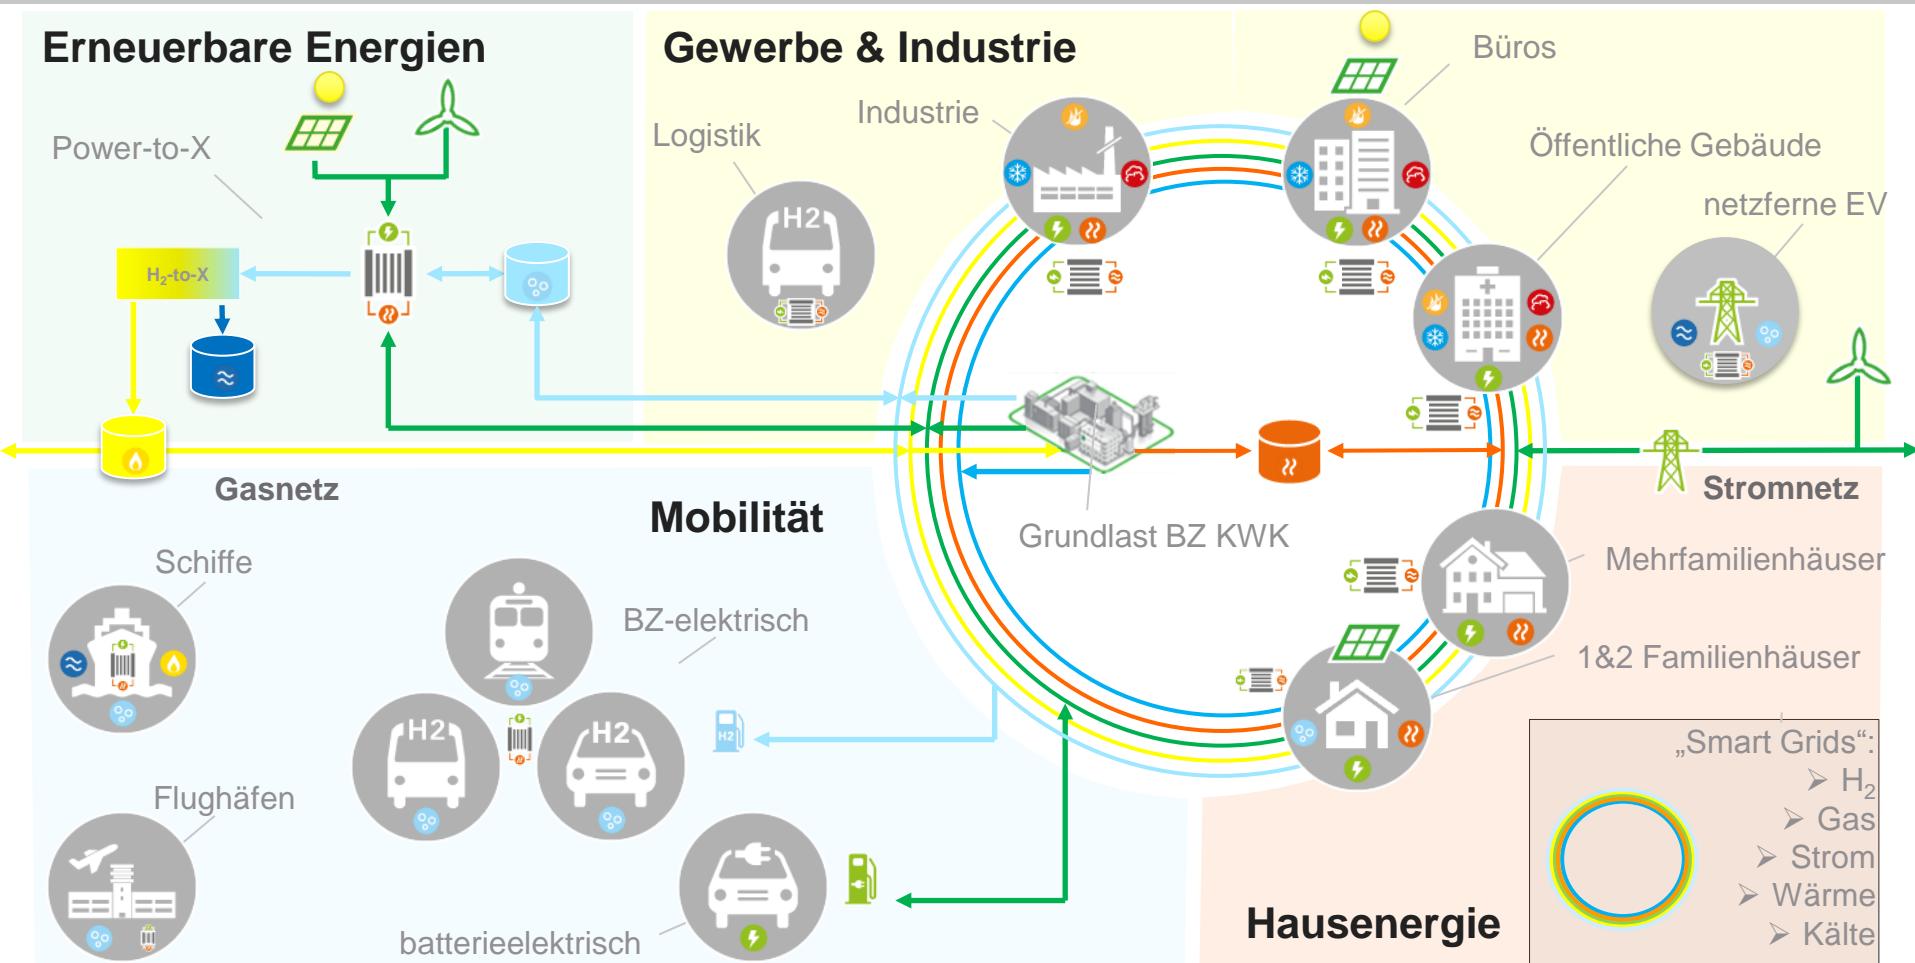 Erneuerbare Energien
Gewerbe & Industrie
Büros
Industrie
Logistik
Power-to-X
Öffentliche Gebäude
netzferne EV
H2
H₂-to-X
Gasnetz
Stromnetz
Mobilität
Grundlast BZ KWK
Schiffe
Mehrfamilienhäuser
BZ-elektrisch
1&2 Familienhäuser
H2
H2
H2
Flughäfen
batterieelektrisch
Hausenergie
„Smart Grids“:
➢ H₂
➢ Gas
➢ Strom
➢ Wärme
➢ Kälte